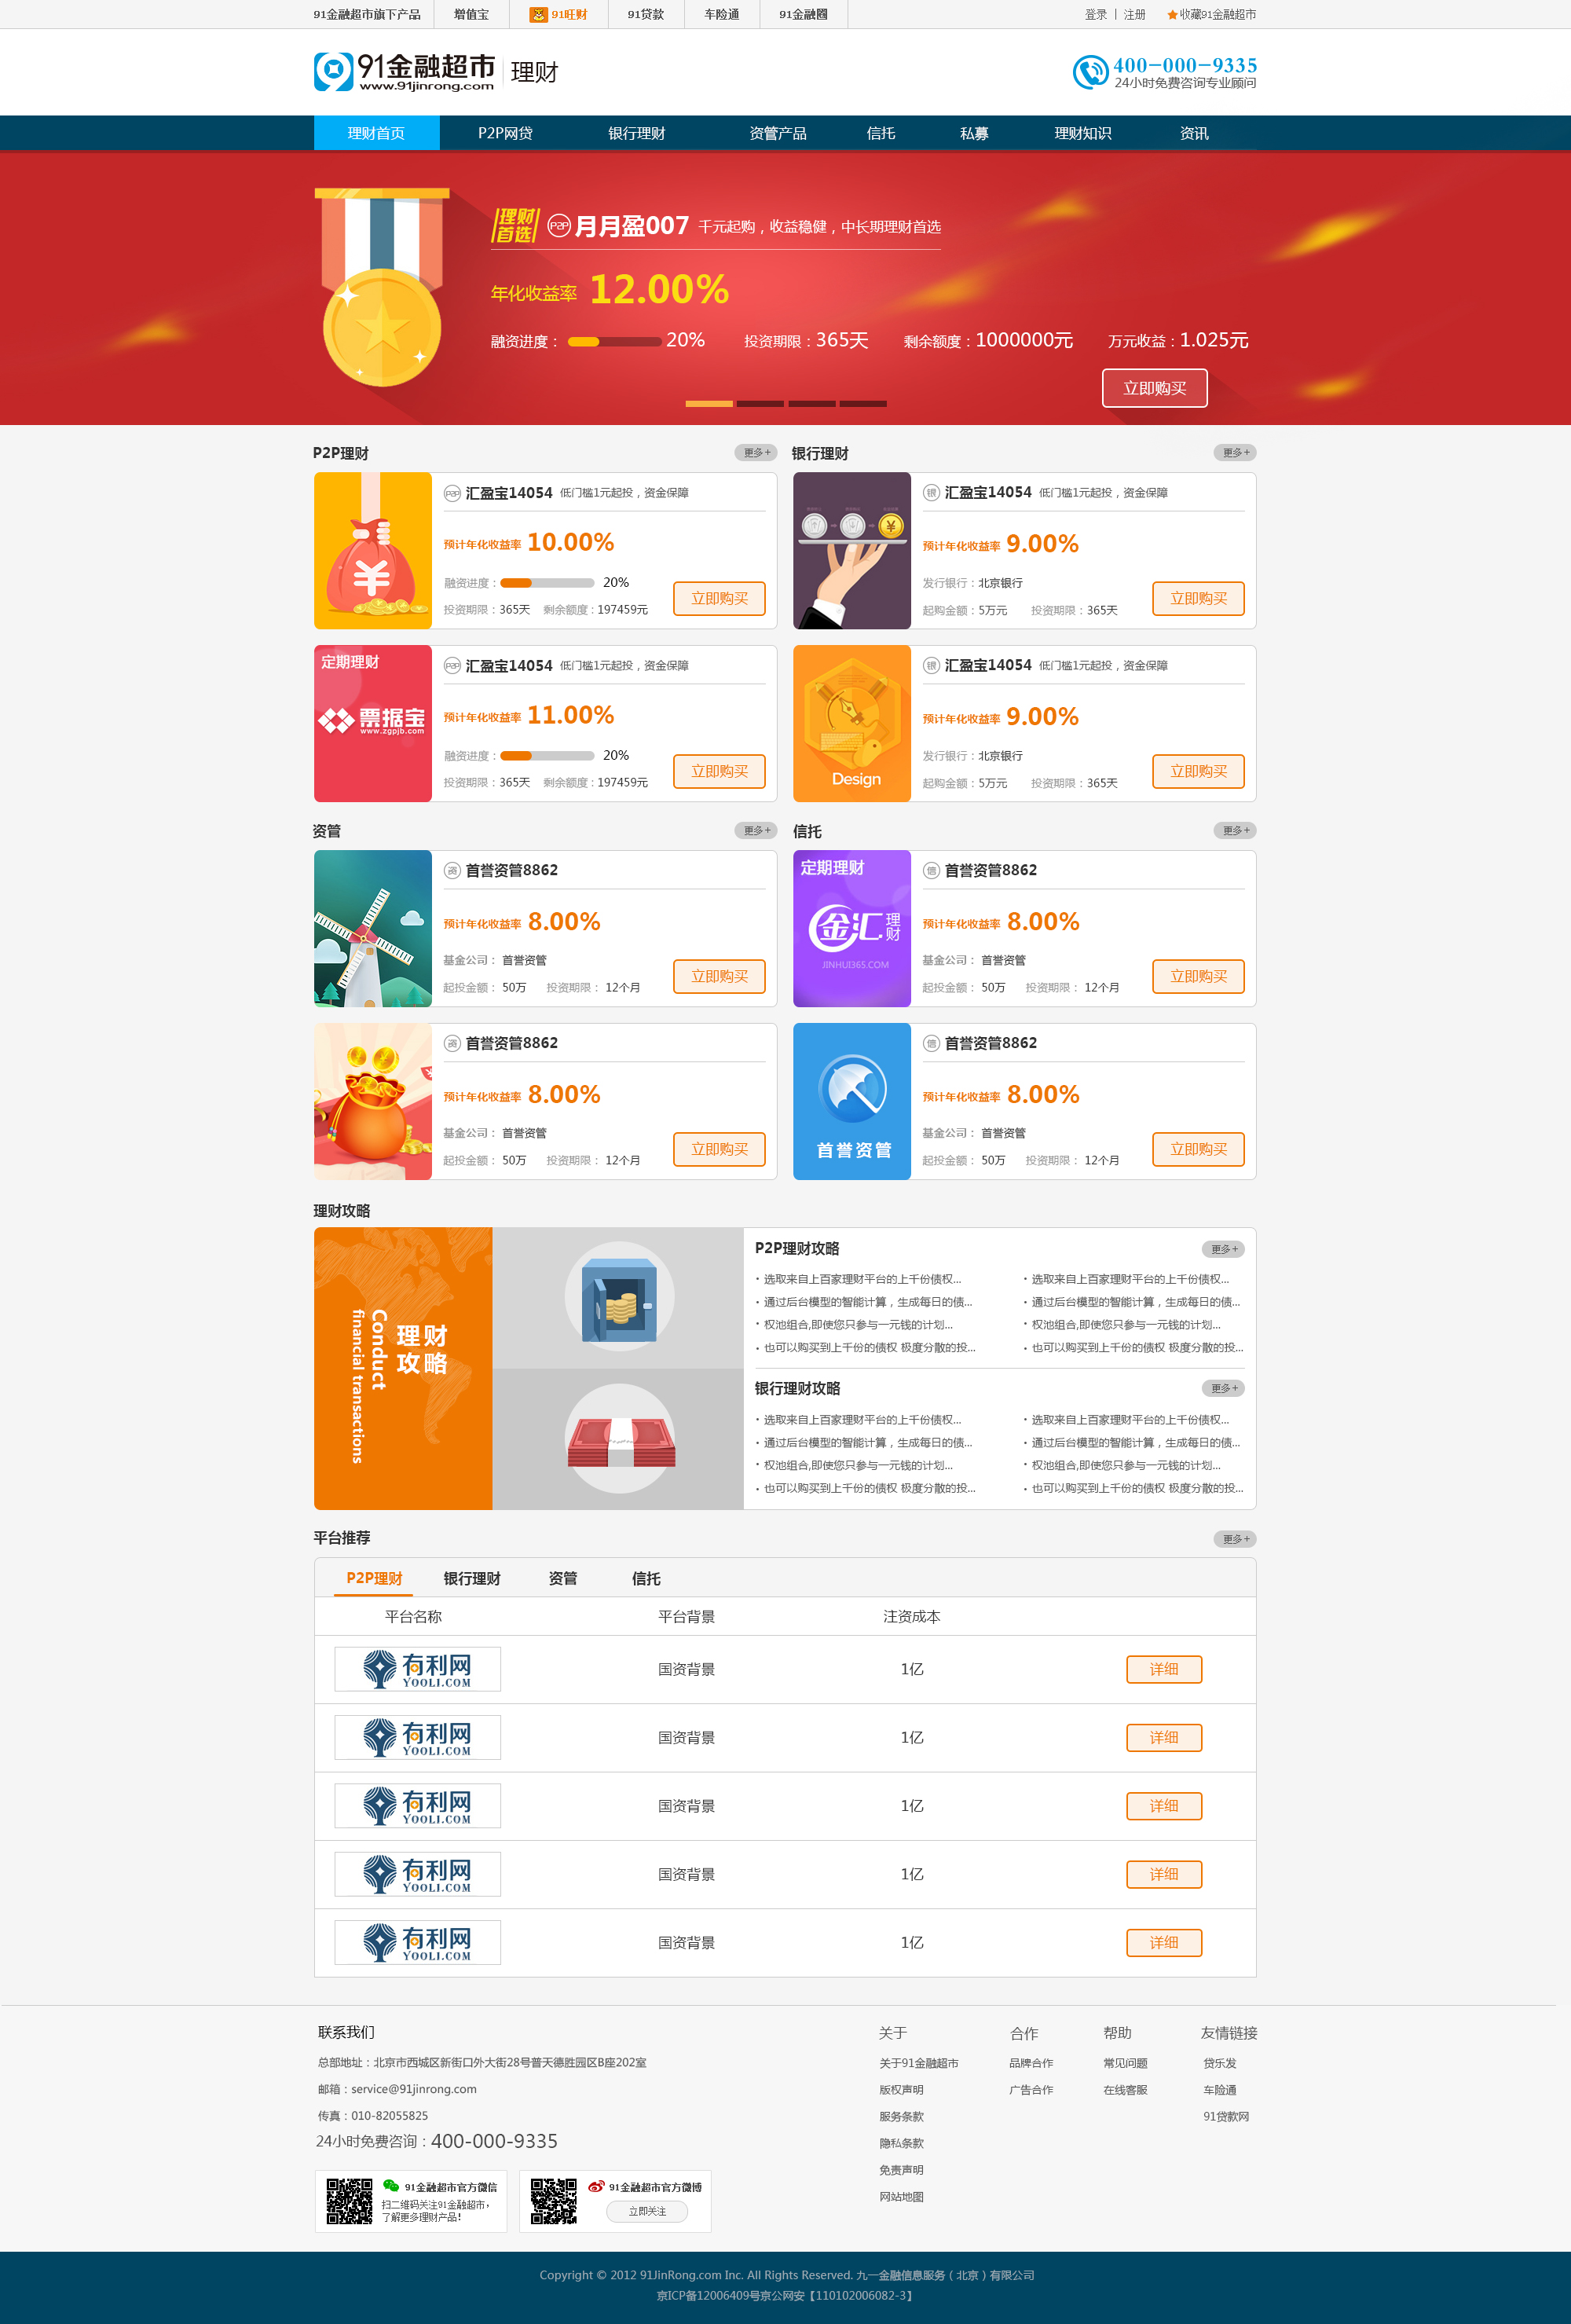 91金融超市旗下产品 增值宝 91旺财 91贷款 车险通 91金融圈 登录 | 注册 收藏91金融超市
91金融超市 理财
www.91jinrong.com
400-000-9335
24小时免费咨询专业顾问
理财首页 P2P网贷 银行理财 资管产品 信托 私募 理财知识 资讯
理财首选 P2P 月月盈007 千元起购，收益稳健，中长期理财首选
年化收益率 12.00%
融资进度： 20% 投资期限：365天 剩余额度：1000000元 万元收益：1.025元
立即购买
P2P理财 更多+
P2P 汇盈宝14054 低门槛1元起投，资金保障
预计年化收益率 10.00%
融资进度： 20%
投资期限：365天 剩余额度：197459元
立即购买
银行理财 更多+
银 汇盈宝14054 低门槛1元起投，资金保障
预计年化收益率 9.00%
发行银行：北京银行
起购金额：5万元 投资期限：365天
立即购买
定期理财
票据宝
www.zgpjb.com
P2P 汇盈宝14054 低门槛1元起投，资金保障
预计年化收益率 11.00%
融资进度： 20%
投资期限：365天 剩余额度：197459元
立即购买
Design
银 汇盈宝14054 低门槛1元起投，资金保障
预计年化收益率 9.00%
发行银行：北京银行
起购金额：5万元 投资期限：365天
立即购买
资管 更多+
资 首誉资管8862
预计年化收益率 8.00%
基金公司： 首誉资管
起投金额： 50万 投资期限： 12个月
立即购买
信托 更多+
定期理财
金汇 理财
JINHUI365.COM
信 首誉资管8862
预计年化收益率 8.00%
基金公司： 首誉资管
起投金额： 50万 投资期限： 12个月
立即购买
资 首誉资管8862
预计年化收益率 8.00%
基金公司： 首誉资管
起投金额： 50万 投资期限： 12个月
立即购买
首誉资管
信 首誉资管8862
预计年化收益率 8.00%
基金公司： 首誉资管
起投金额： 50万 投资期限： 12个月
立即购买
理财攻略
理财
攻略
Conduct
financial transactions
P2P理财攻略 更多+
· 选取来自上百家理财平台的上千份债权... · 选取来自上百家理财平台的上千份债权...
· 通过后台模型的智能计算，生成每日的债... · 通过后台模型的智能计算，生成每日的债...
· 权池组合,即使您只参与一元钱的计划... · 权池组合,即使您只参与一元钱的计划...
· 也可以购买到上千份的债权 极度分散的投... · 也可以购买到上千份的债权 极度分散的投...
银行理财攻略 更多+
· 选取来自上百家理财平台的上千份债权... · 选取来自上百家理财平台的上千份债权...
· 通过后台模型的智能计算，生成每日的债... · 通过后台模型的智能计算，生成每日的债...
· 权池组合,即使您只参与一元钱的计划... · 权池组合,即使您只参与一元钱的计划...
· 也可以购买到上千份的债权 极度分散的投... · 也可以购买到上千份的债权 极度分散的投...
平台推荐 更多+
P2P理财 银行理财 资管 信托
平台名称 平台背景 注资成本
有利网 YOOLI.COM 国资背景 1亿 详细
有利网 YOOLI.COM 国资背景 1亿 详细
有利网 YOOLI.COM 国资背景 1亿 详细
有利网 YOOLI.COM 国资背景 1亿 详细
有利网 YOOLI.COM 国资背景 1亿 详细
联系我们
总部地址：北京市西城区新街口外大街28号普天德胜园区B座202室
邮箱：service@91jinrong.com
传真：010-82055825
24小时免费咨询：400-000-9335
91金融超市官方微信
扫二维码关注91金融超市，
了解更多理财产品！
91金融超市官方微博
立即关注
关于
关于91金融超市
版权声明
服务条款
隐私条款
免责声明
网站地图
合作
品牌合作
广告合作
帮助
常见问题
在线客服
友情链接
贷乐发
车险通
91贷款网
Copyright © 2012 91JinRong.com Inc. All Rights Reserved. 九一金融信息服务（北京）有限公司
京ICP备12006409号京公网安【110102006082-3】